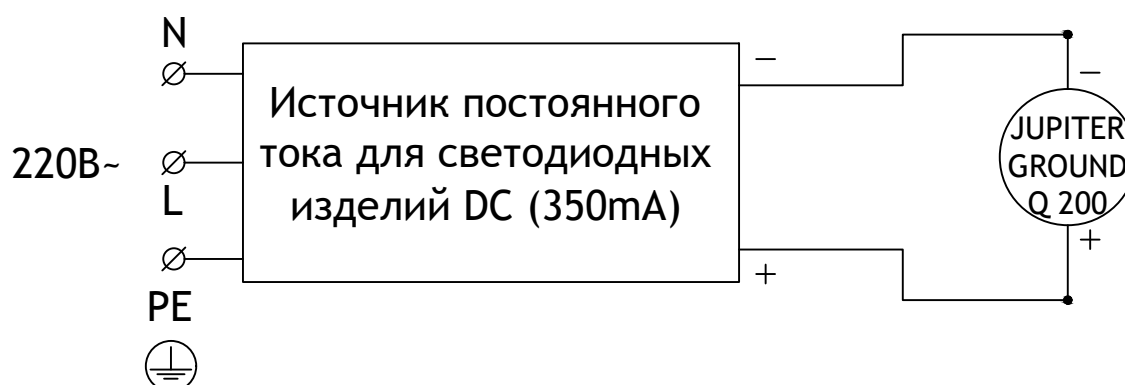 N
220В~
L
PE
Источник постоянного
тока для светодиодных
изделий DC (350mA)
−
+
−
JUPITER
GROUND
Q 200
+